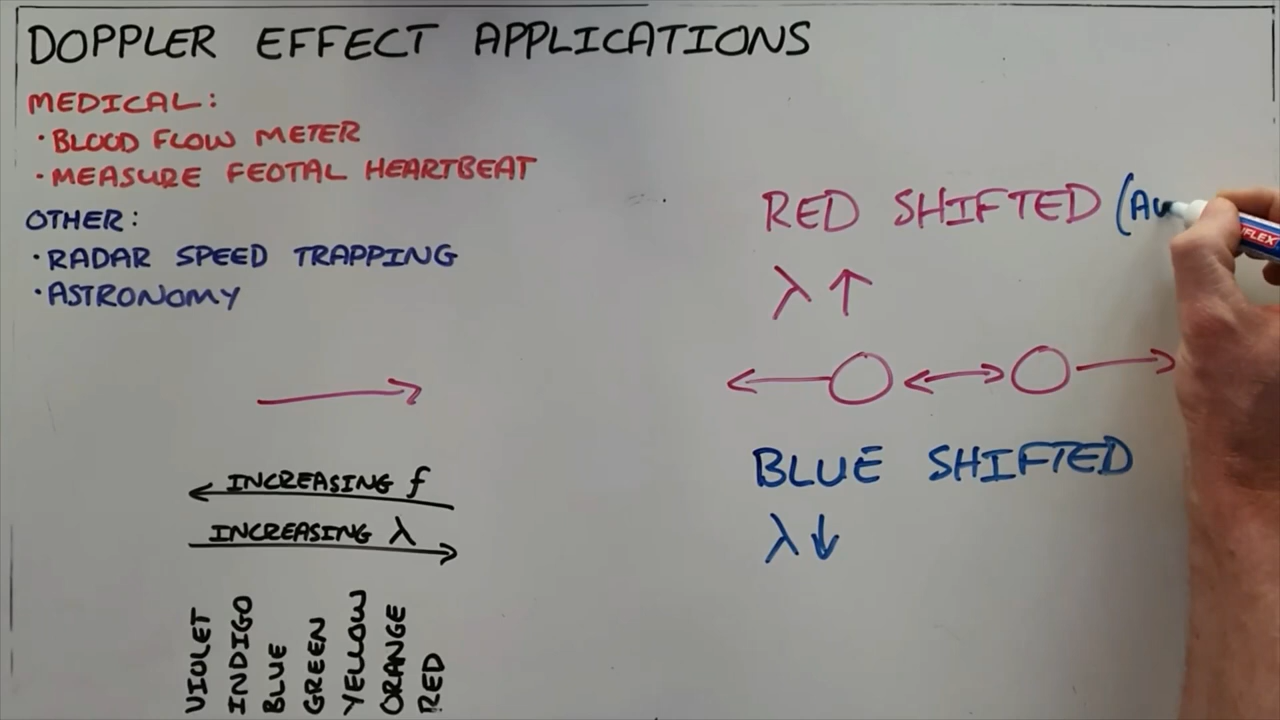 DOPPLER EFFECT APPLICATIONS
MEDICAL:
• BLOOD FLOW METER
• MEASURE FEOTAL HEARTBEAT
OTHER:
• RADAR SPEED TRAPPING
• ASTRONOMY
INCREASING f
INCREASING λ
VIOLET
INDIGO
BLUE
GREEN
YELLOW
ORANGE
RED
RED SHIFTED (
λ ↑
BLUE SHIFTED
λ ↓